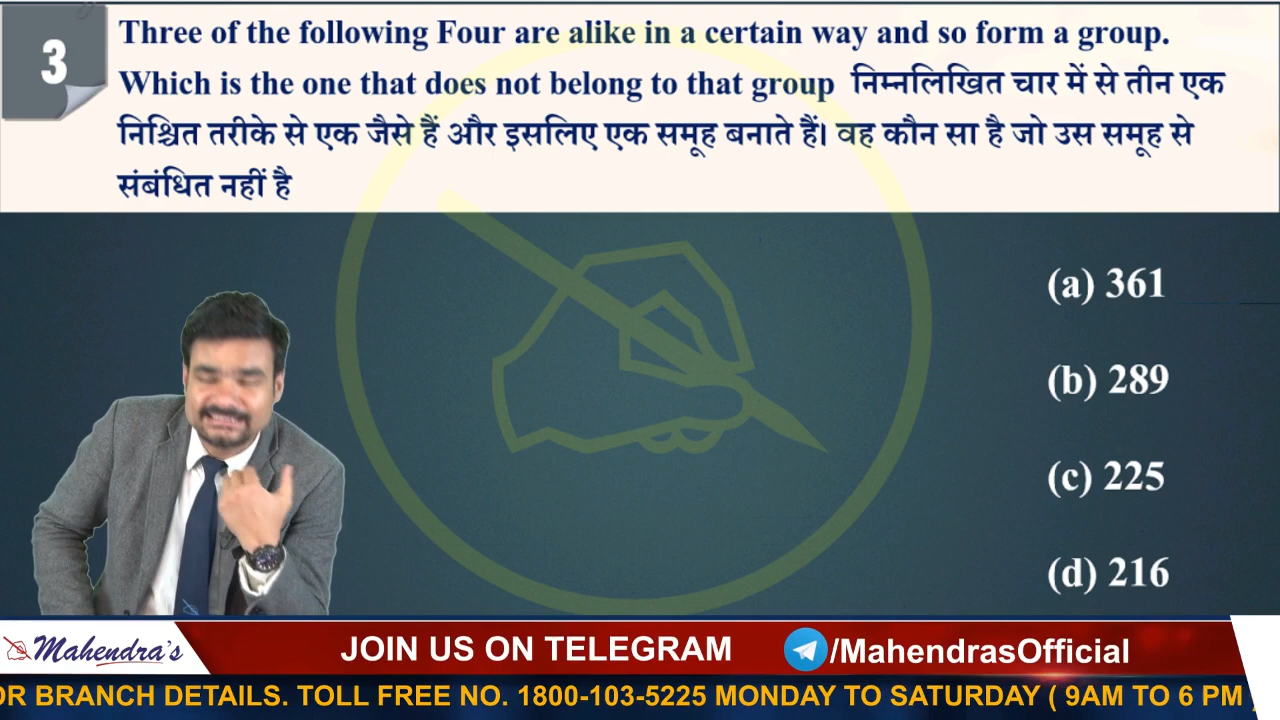 3
Three of the following Four are alike in a certain way and so form a group.
Which is the one that does not belong to that group निम्नलिखित चार में से तीन एक
निश्चित तरीके से एक जैसे हैं और इसलिए एक समूह बनाते हैं। वह कौन सा है जो उस समूह से
संबंधित नहीं है
(a) 361
(b) 289
(c) 225
(d) 216
Mahendra's
JOIN US ON TELEGRAM
/MahendrasOfficial
OR BRANCH DETAILS. TOLL FREE NO. 1800-103-5225 MONDAY TO SATURDAY ( 9AM TO 6 PM )